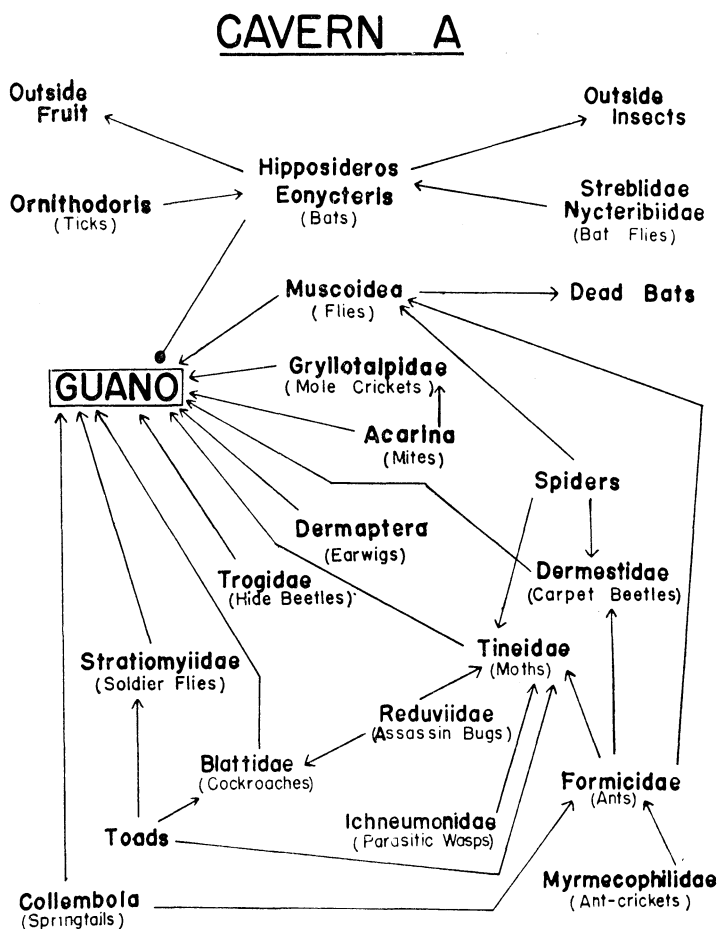 CAVERN A
Outside
Fruit
Outside
Insects
Hipposideros
Eonycteris
(Bats)
Ornithodoris
(Ticks)
Streblidae
Nycteribiidae
(Bat Flies)
Muscoidea
(Flies)
Dead Bats
GUANO
Gryllotalpidae
(Mole Crickets)
Acarina
(Mites)
Spiders
Dermaptera
(Earwigs)
Dermestidae
(Carpet Beetles)
Trogidae
(Hide Beetles)
Tineidae
(Moths)
Stratiomyiidae
(Soldier Flies)
Reduviidae
(Assassin Bugs)
Blattidae
(Cockroaches)
Formicidae
(Ants)
Toads
Ichneumonidae
(Parasitic Wasps)
Collembola
(Springtails)
Myrmecophilidae
(Ant-crickets)